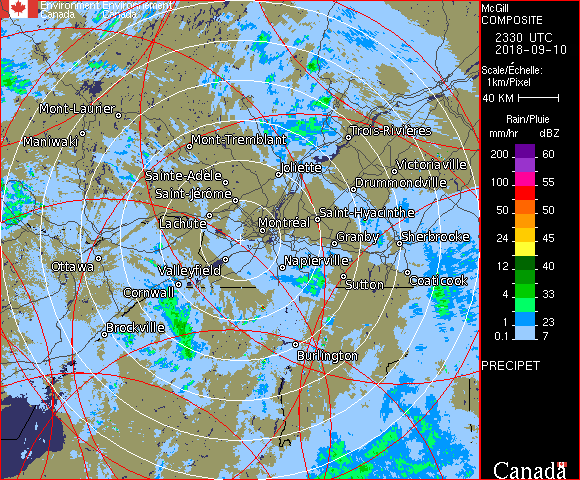 Environment Environnement
Canada Canada
McGill
COMPOSITE
2330 UTC
2018-09-10
Scale/Échelle:
1km/Pixel
40 KM
Rain/Pluie
mm/hr dBZ
200 60
100 55
50 50
24 45
12 40
8 35
4 33
1 23
0.1 7
PRECIPET
Canada
Mont-Laurier
Maniwaki
Mont-Tremblant
Trois-Rivières
Joliette
Victoriaville
Sainte-Adèle
Drummondville
Saint-Jérôme
Lachute
Saint-Hyacinthe
Montréal
Granby
Sherbrooke
Ottawa
Valleyfield
Napierville
Sutton
Coaticook
Cornwall
Brockville
Burlington